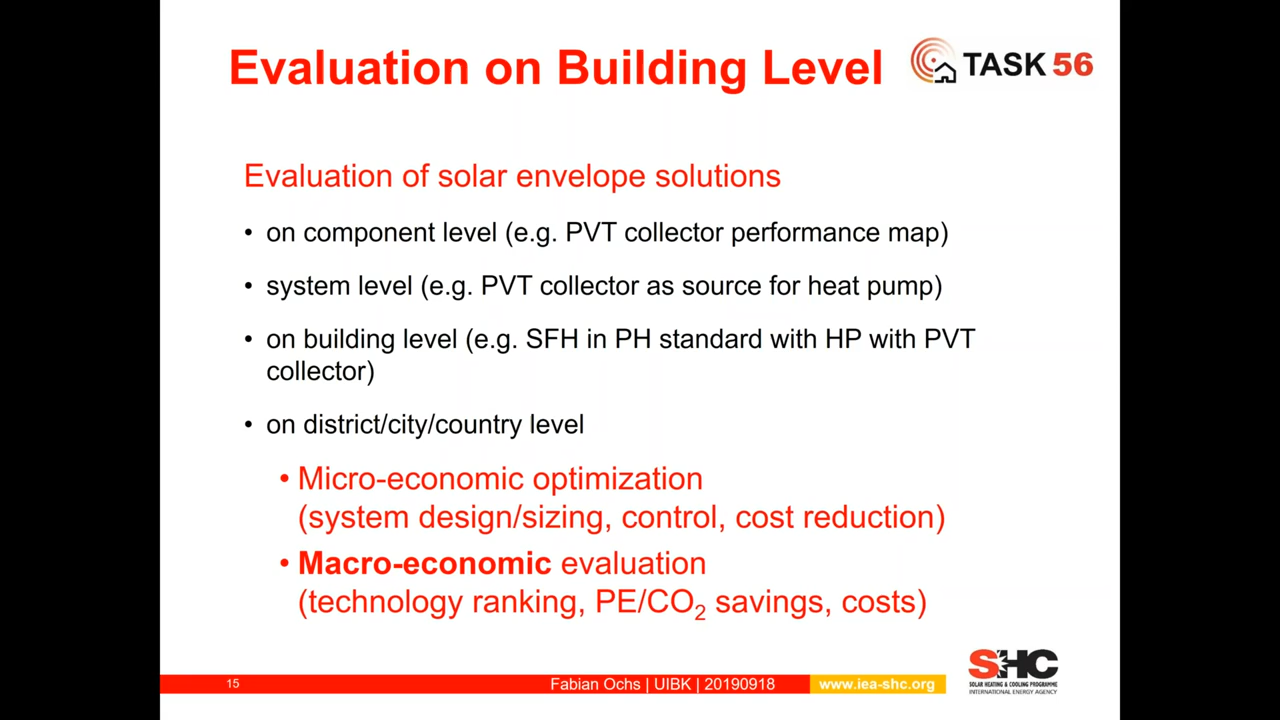 Evaluation on Building Level
TASK 56
Evaluation of solar envelope solutions
• on component level (e.g. PVT collector performance map)
• system level (e.g. PVT collector as source for heat pump)
• on building level (e.g. SFH in PH standard with HP with PVT
collector)
• on district/city/country level
• Micro-economic optimization
(system design/sizing, control, cost reduction)
• Macro-economic evaluation
(technology ranking, PE/CO₂ savings, costs)
15
Fabian Ochs | UIBK | 20190918
www.iea-shc.org
SHC
SOLAR HEATING & COOLING PROGRAMME
INTERNATIONAL ENERGY AGENCY